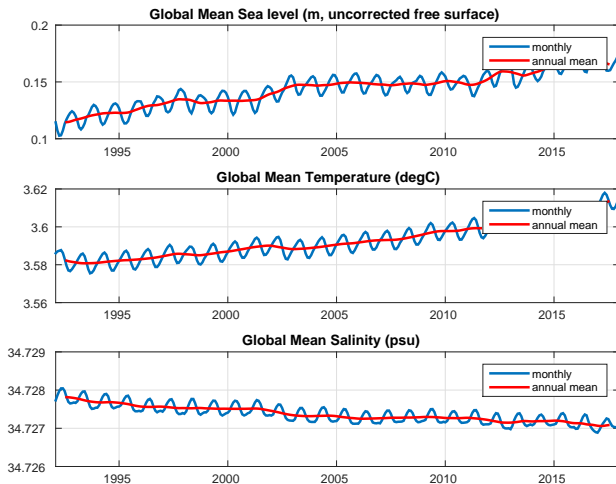 Global Mean Sea level (m, uncorrected free surface)
0.2
0.15
0.1
monthly
annual mean
1995 2000 2005 2010 2015
Global Mean Temperature (degC)
3.62
3.6
3.58
3.56
monthly
annual mean
1995 2000 2005 2010 2015
Global Mean Salinity (psu)
34.729
34.728
34.727
34.726
monthly
annual mean
1995 2000 2005 2010 2015